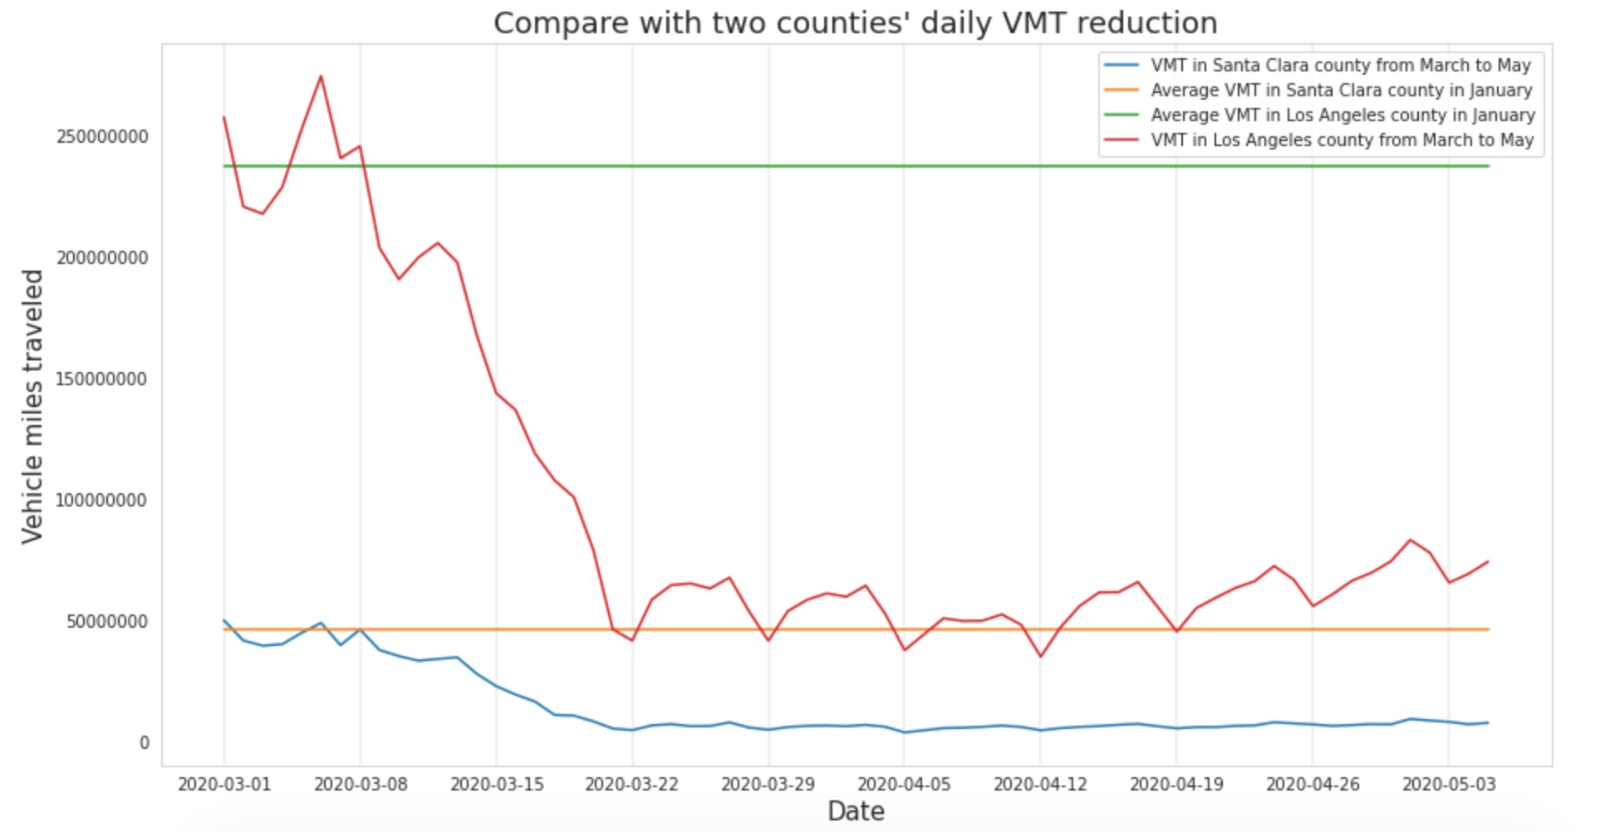 Compare with two counties' daily VMT reduction
VMT in Santa Clara county from March to May
Average VMT in Santa Clara county in January
Average VMT in Los Angeles county in January
VMT in Los Angeles county from March to May
Vehicle miles traveled
250000000
200000000
150000000
100000000
50000000
0
2020-03-01 2020-03-08 2020-03-15 2020-03-22 2020-03-29 2020-04-05 2020-04-12 2020-04-19 2020-04-26 2020-05-03
Date